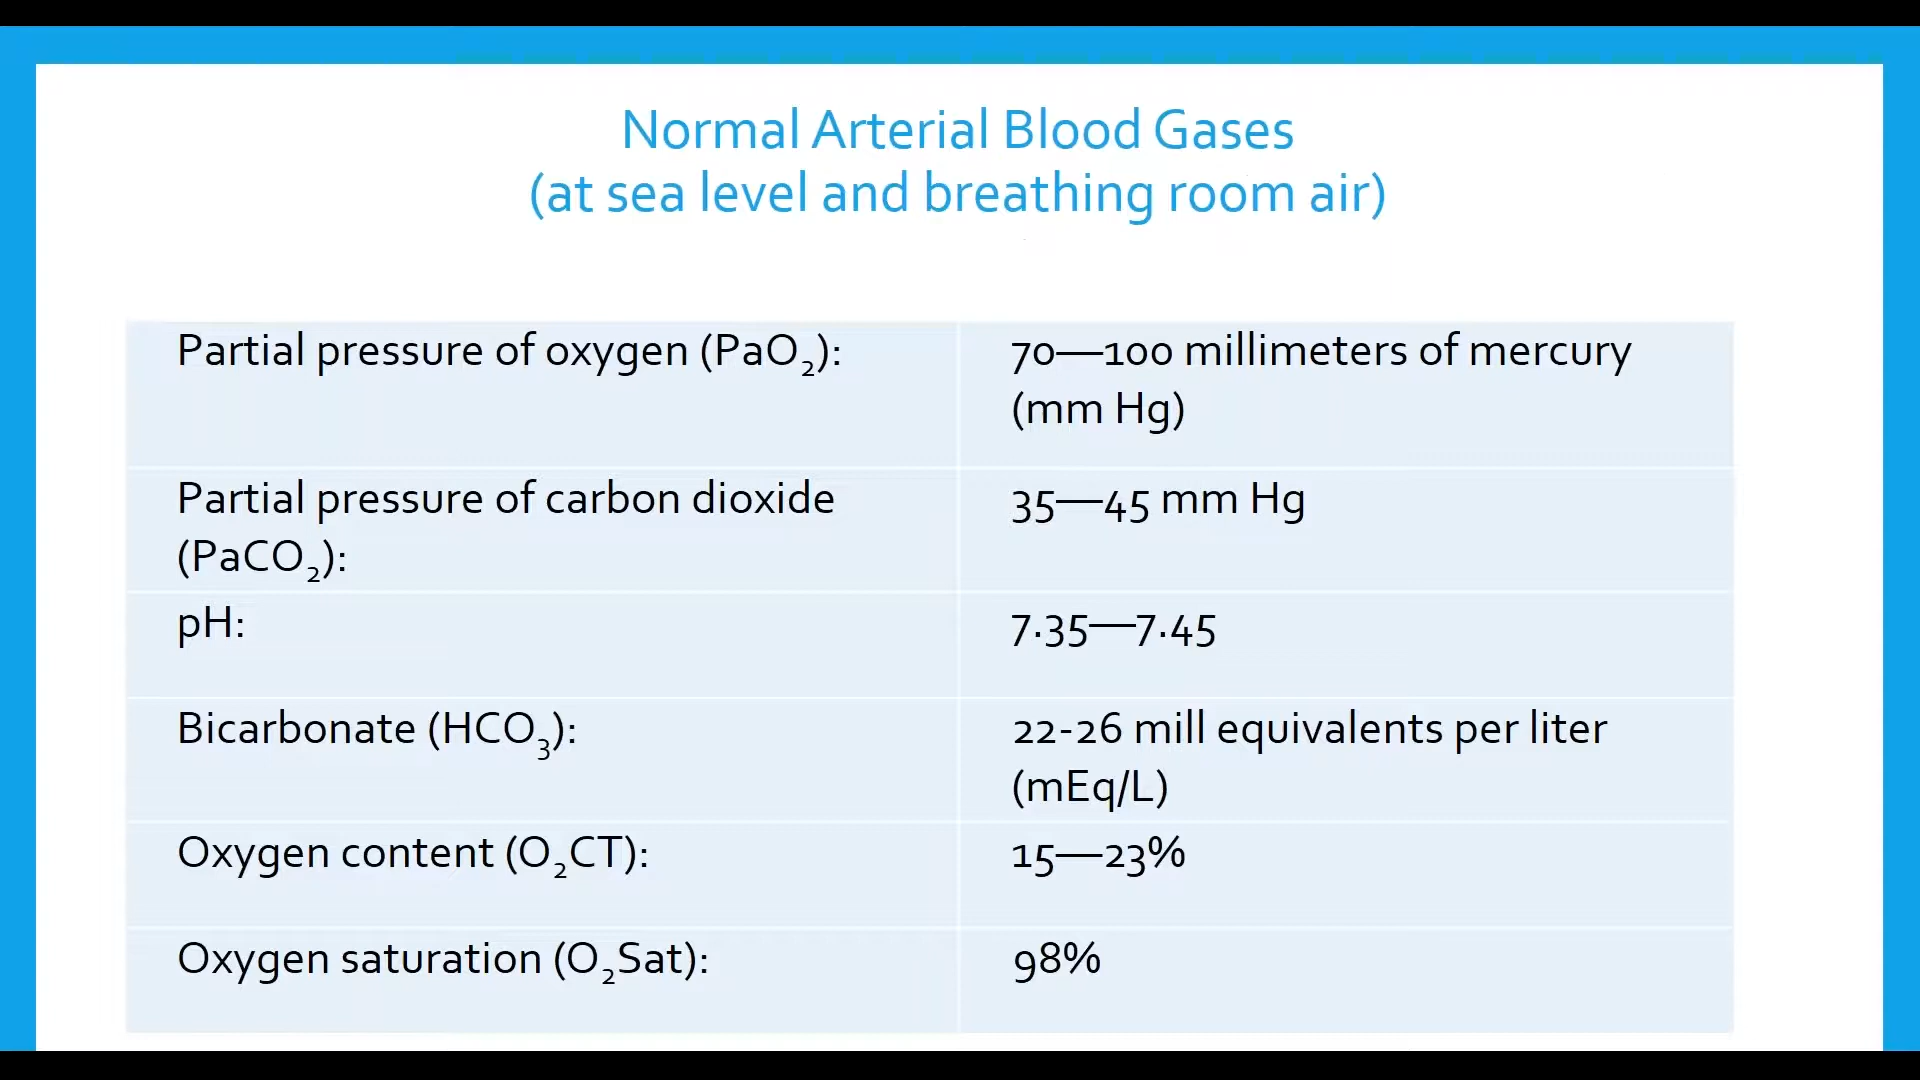 Normal Arterial Blood Gases
(at sea level and breathing room air)
Partial pressure of oxygen (PaO₂):
70—100 millimeters of mercury
(mm Hg)
Partial pressure of carbon dioxide
(PaCO₂):
35—45 mm Hg
pH:
7.35—7.45
Bicarbonate (HCO₃):
22-26 mill equivalents per liter
(mEq/L)
Oxygen content (O₂CT):
15—23%
Oxygen saturation (O₂Sat):
98%